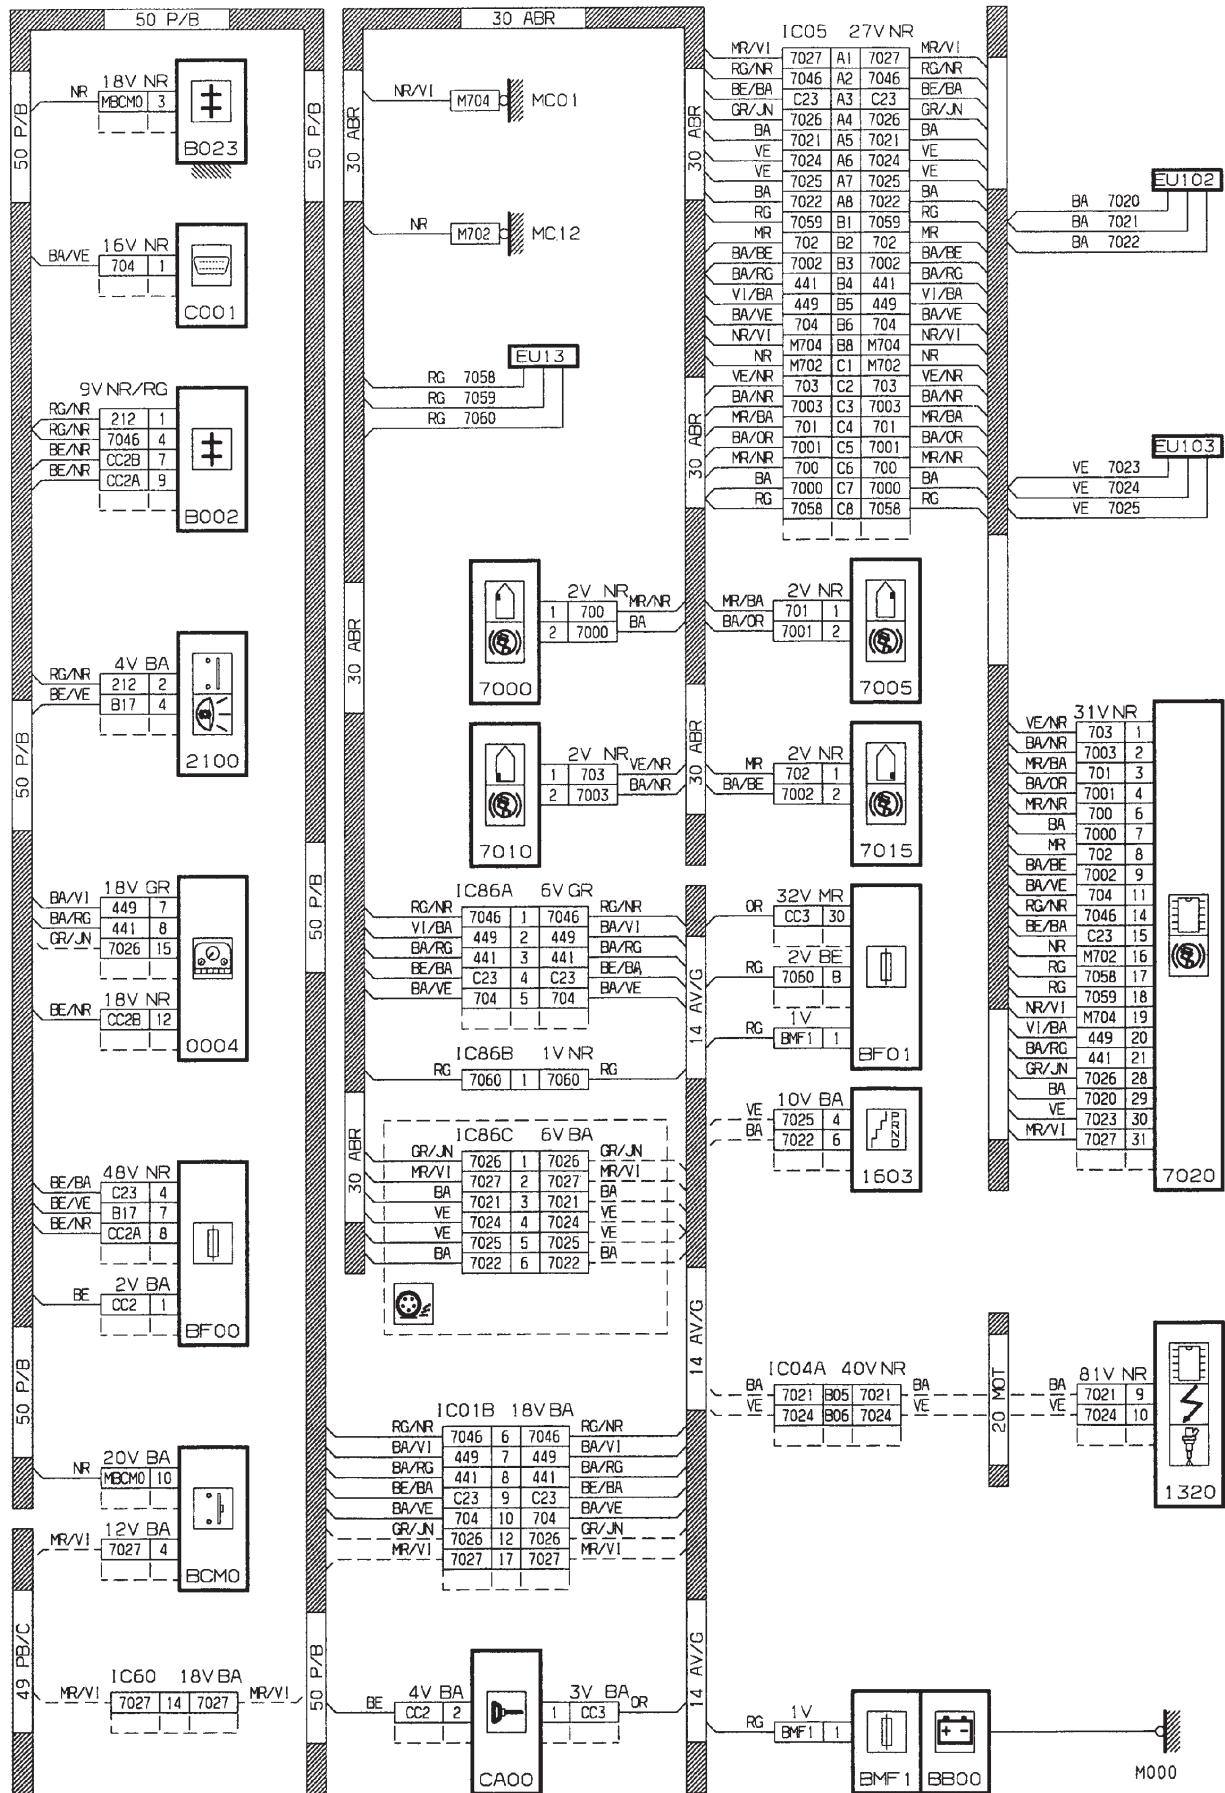 50 P/B
50 P/B
50 P/B
NR
18V NR
MBCM0 3
B023
BA/VE
16V NR
704 1
C001
9V NR/RG
RG/NR 212 1
RG/NR 7046 4
BE/NR CC2B 7
BE/NR CC2A 9
B002
4V BA
RG/NR 212 2
BE/VE B17 4
2100
50 P/B
18V GR
BA/VI 449 7
BA/RG 441 8
GR/JN 7026 15
18V NR
BE/NR CC2B 12
0004
50 P/B
48V NR
BE/BA C23 4
BE/VE B17 7
BE/NR CC2A 8
2V BA
BE CC2 1
BF00
50 P/B
20V BA
NR MBCM0 10
12V BA
MR/VI 7027 4
BCM0
49 PB/C
IC60 18V BA
MR/VI 7027 14 7027 MR/VI
50 P/B
30 ABR
30 ABR
30 ABR
NR/VI M704 MC01
NR M702 MC12
EU13
RG 7058
RG 7059
RG 7060
30 ABR
30 ABR
2V NR
1 700 MR/NR
2 7000 BA
7000
2V NR
MR/BA 701 1
BA/OR 7001 2
7005
30 ABR
2V NR
1 703 VE/NR
2 7003 BA/NR
7010
2V NR
MR 702 1
BA/BE 7002 2
7015
IC86A 6V GR
RG/NR 7046 1 7046 RG/NR
VI/BA 449 2 449 BA/VI
BA/RG 441 3 441 BA/RG
BE/BA C23 4 C23 BE/BA
BA/VE 704 5 704 BA/VE
IC86B 1V NR
RG 7060 1 7060 RG
30 ABR
IC86C 6V BA
GR/JN 7026 1 7026 GR/JN
MR/VI 7027 2 7027 MR/VI
BA 7021 3 7021 BA
VE 7024 4 7024 VE
VE 7025 5 7025 VE
BA 7022 6 7022 BA
14 AV/G
32V MR
OR CC3 30
2V BE
RG 7060 B
1V
RG BMF1 1
BF01
10V BA
VE 7025 4
BA 7022 6
PRND
1603
14 AV/G
IC01B 18V BA
RG/NR 7046 6 7046 RG/NR
BA/VI 449 7 449 BA/VI
BA/RG 441 8 441 BA/RG
BE/BA C23 9 C23 BE/BA
BA/VE 704 10 704 BA/VE
GR/JN 7026 12 7026 GR/JN
MR/VI 7027 17 7027 MR/VI
4V BA
BE CC2 2
3V BA
1 CC3 OR
CA00
14 AV/G
IC05 27V NR
MR/VI 7027 A1 7027 MR/VI
RG/NR 7046 A2 7046 RG/NR
BE/BA C23 A3 C23 BE/BA
GR/JN 7026 A4 7026 GR/JN
BA 7021 A5 7021 BA
VE 7024 A6 7024 VE
VE 7025 A7 7025 VE
BA 7022 A8 7022 BA
RG 7059 B1 7059 RG
MR 702 B2 702 MR
BA/BE 7002 B3 7002 BA/BE
BA/RG 441 B4 441 BA/RG
VI/BA 449 B5 449 VI/BA
BA/VE 704 B6 704 BA/VE
NR/VI M704 B8 M704 NR/VI
NR M702 C1 M702 NR
VE/NR 703 C2 703 VE/NR
BA/NR 7003 C3 7003 BA/NR
MR/BA 701 C4 701 MR/BA
BA/OR 7001 C5 7001 BA/OR
MR/NR 700 C6 700 MR/NR
BA 7000 C7 7000 BA
RG 7058 C8 7058 RG
EU102
BA 7020
BA 7021
BA 7022
EU103
VE 7023
VE 7024
VE 7025
31V NR
VE/NR 703 1
BA/NR 7003 2
MR/BA 701 3
BA/OR 7001 4
MR/NR 700 6
BA 7000 7
MR 702 8
BA/BE 7002 9
BA/VE 704 11
RG/NR 7046 14
BE/BA C23 15
NR M702 16
RG 7058 17
RG 7059 18
NR/VI M704 19
VI/BA 449 20
BA/RG 441 21
GR/JN 7026 28
BA 7020 29
VE 7023 30
MR/VI 7027 31
7020
IC04A 40V NR
BA 7021 B05 7021 BA
VE 7024 B06 7024 VE
20 MOT
81V NR
BA 7021 9
VE 7024 10
1320
1V
RG BMF1 1
BMF1 BB00
M000